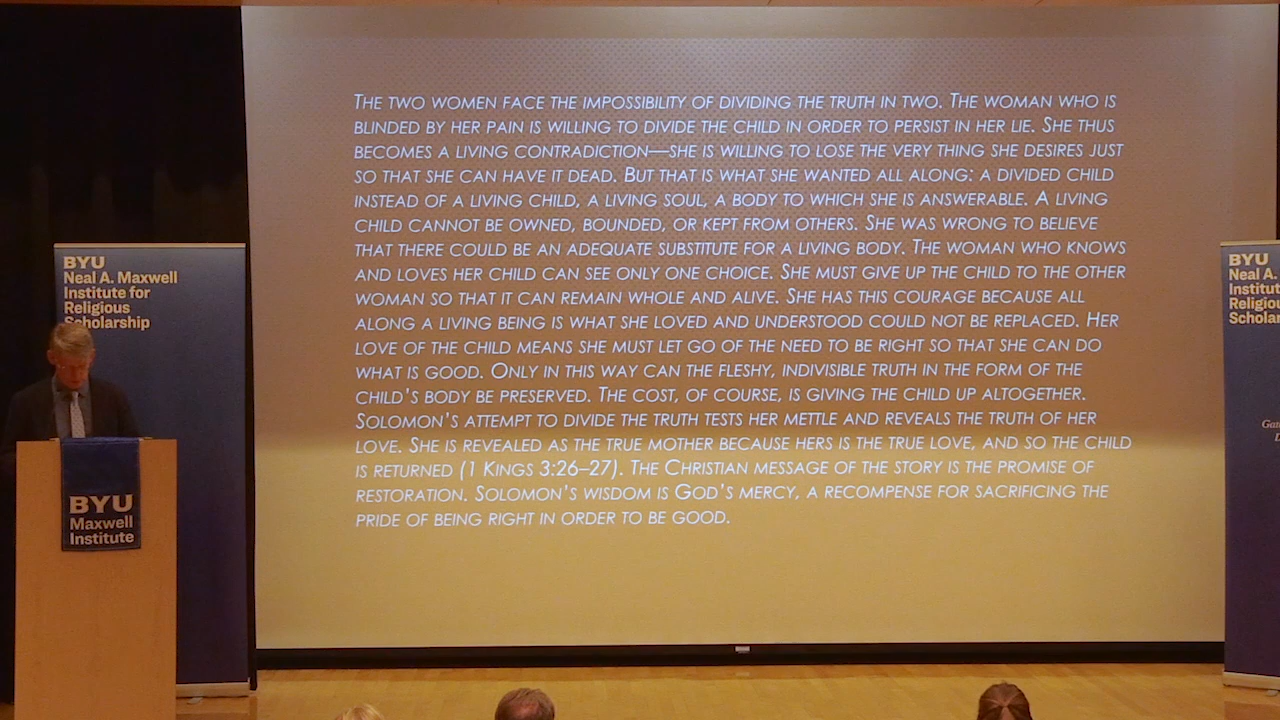 THE TWO WOMEN FACE THE IMPOSSIBILITY OF DIVIDING THE TRUTH IN TWO. THE WOMAN WHO IS
BLINDED BY HER PAIN IS WILLING TO DIVIDE THE CHILD IN ORDER TO PERSIST IN HER LIE. SHE THUS
BECOMES A LIVING CONTRADICTION—SHE IS WILLING TO LOSE THE VERY THING SHE DESIRES JUST
SO THAT SHE CAN HAVE IT DEAD. BUT THAT IS WHAT SHE WANTED ALL ALONG: A DIVIDED CHILD
INSTEAD OF A LIVING CHILD, A LIVING SOUL, A BODY TO WHICH SHE IS ANSWERABLE. A LIVING
CHILD CANNOT BE OWNED, BOUNDED, OR KEPT FROM OTHERS. SHE WAS WRONG TO BELIEVE
THAT THERE COULD BE AN ADEQUATE SUBSTITUTE FOR A LIVING BODY. THE WOMAN WHO KNOWS
AND LOVES HER CHILD CAN SEE ONLY ONE CHOICE. SHE MUST GIVE UP THE CHILD TO THE OTHER
WOMAN SO THAT IT CAN REMAIN WHOLE AND ALIVE. SHE HAS THIS COURAGE BECAUSE ALL
ALONG A LIVING BEING IS WHAT SHE LOVED AND UNDERSTOOD COULD NOT BE REPLACED. HER
LOVE OF THE CHILD MEANS SHE MUST LET GO OF THE NEED TO BE RIGHT SO THAT SHE CAN DO
WHAT IS GOOD. ONLY IN THIS WAY CAN THE FLESHY, INDIVISIBLE TRUTH IN THE FORM OF THE
CHILD'S BODY BE PRESERVED. THE COST, OF COURSE, IS GIVING THE CHILD UP ALTOGETHER.
SOLOMON'S ATTEMPT TO DIVIDE THE TRUTH TESTS HER METTLE AND REVEALS THE TRUTH OF HER
LOVE. SHE IS REVEALED AS THE TRUE MOTHER BECAUSE HERS IS THE TRUE LOVE, AND SO THE CHILD
IS RETURNED (1 KINGS 3:26–27). THE CHRISTIAN MESSAGE OF THE STORY IS THE PROMISE OF
RESTORATION. SOLOMON'S WISDOM IS GOD'S MERCY, A RECOMPENSE FOR SACRIFICING THE
PRIDE OF BEING RIGHT IN ORDER TO BE GOOD.
BYU
Neal A. Maxwell
Institute for
Religious
Scholarship
BYU
Maxwell
Institute
BYU
Neal A.
Institut
Religiou
Scholar